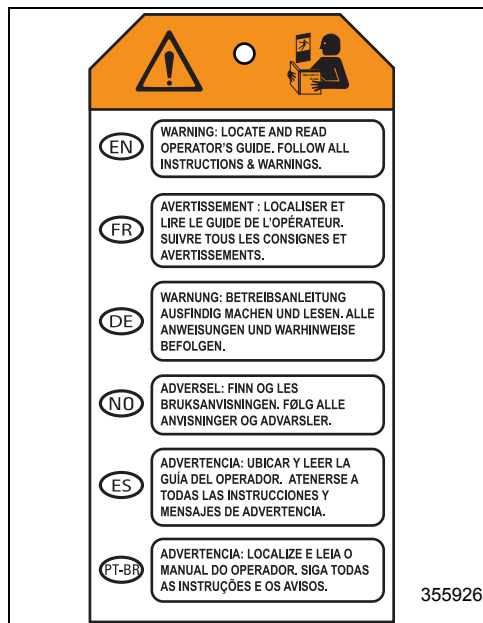 Operator's
Guide
EN
WARNING: LOCATE AND READ
OPERATOR'S GUIDE. FOLLOW ALL
INSTRUCTIONS & WARNINGS.
FR
AVERTISSEMENT : LOCALISER ET
LIRE LE GUIDE DE L'OPÉRATEUR.
SUIVRE TOUS LES CONSIGNES ET
AVERTISSEMENTS.
DE
WARNUNG: BETREIBSANLEITUNG
AUSFINDIG MACHEN UND LESEN. ALLE
ANWEISUNGEN UND WARHINWEISE
BEFOLGEN.
NO
ADVERSEL: FINN OG LES
BRUKSANVISNINGEN. FØLG ALLE
ANVISNINGER OG ADVARSLER.
ES
ADVERTENCIA: UBICAR Y LEER LA
GUÍA DEL OPERADOR. ATENERSE A
TODAS LAS INSTRUCCIONES Y
MENSAJES DE ADVERTENCIA.
PT-BR
ADVERTENCIA: LOCALIZE E LEIA O
MANUAL DO OPERADOR. SIGA TODAS
AS INSTRUÇÕES E OS AVISOS.
355926